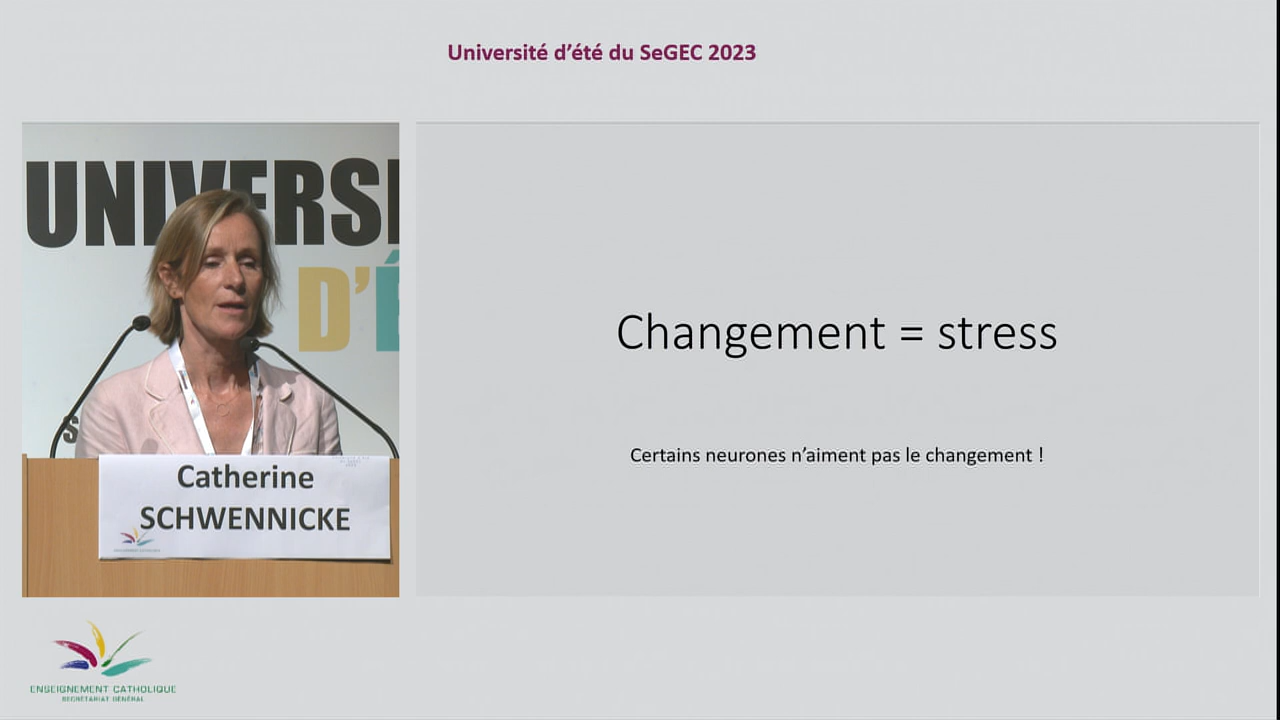 Université d'été du SeGEC 2023
UNIVERSI
D'É
S
Catherine
SCHWENNICKE
Changement = stress
Certains neurones n'aiment pas le changement !
ENSEIGNEMENT CATHOLIQUE
SECRÉTARIAT GÉNÉRAL